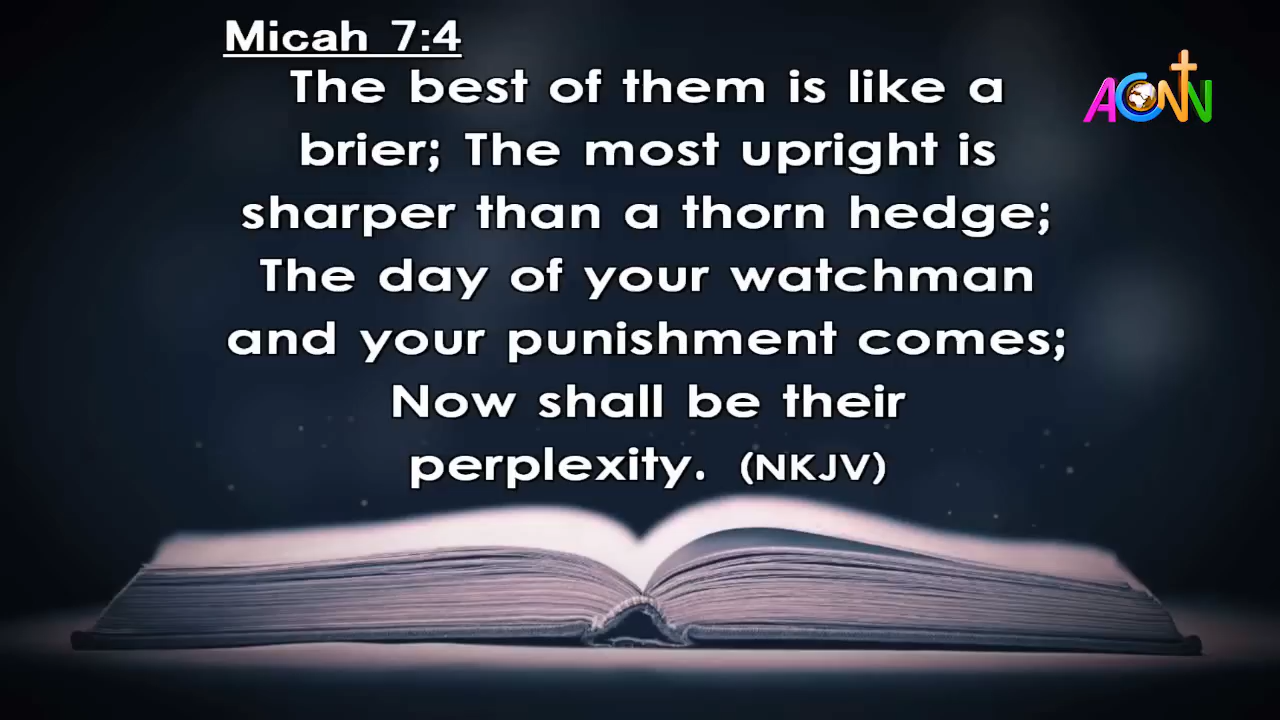 Micah 7:4
The best of them is like a
brier; The most upright is
sharper than a thorn hedge;
The day of your watchman
and your punishment comes;
Now shall be their
perplexity. (NKJV)
ACNN